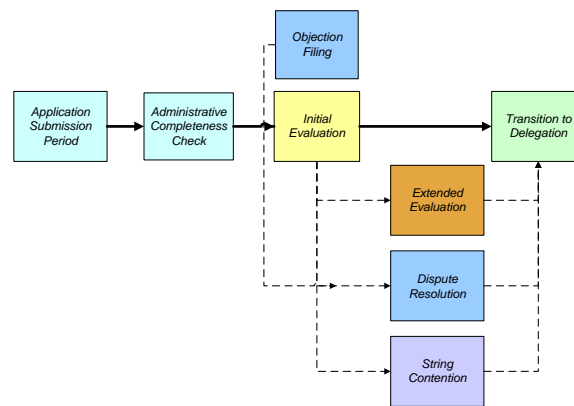 Objection
Filing
Application
Submission
Period
Administrative
Completeness
Check
Initial
Evaluation
Transition to
Delegation
Extended
Evaluation
Dispute
Resolution
String
Contention